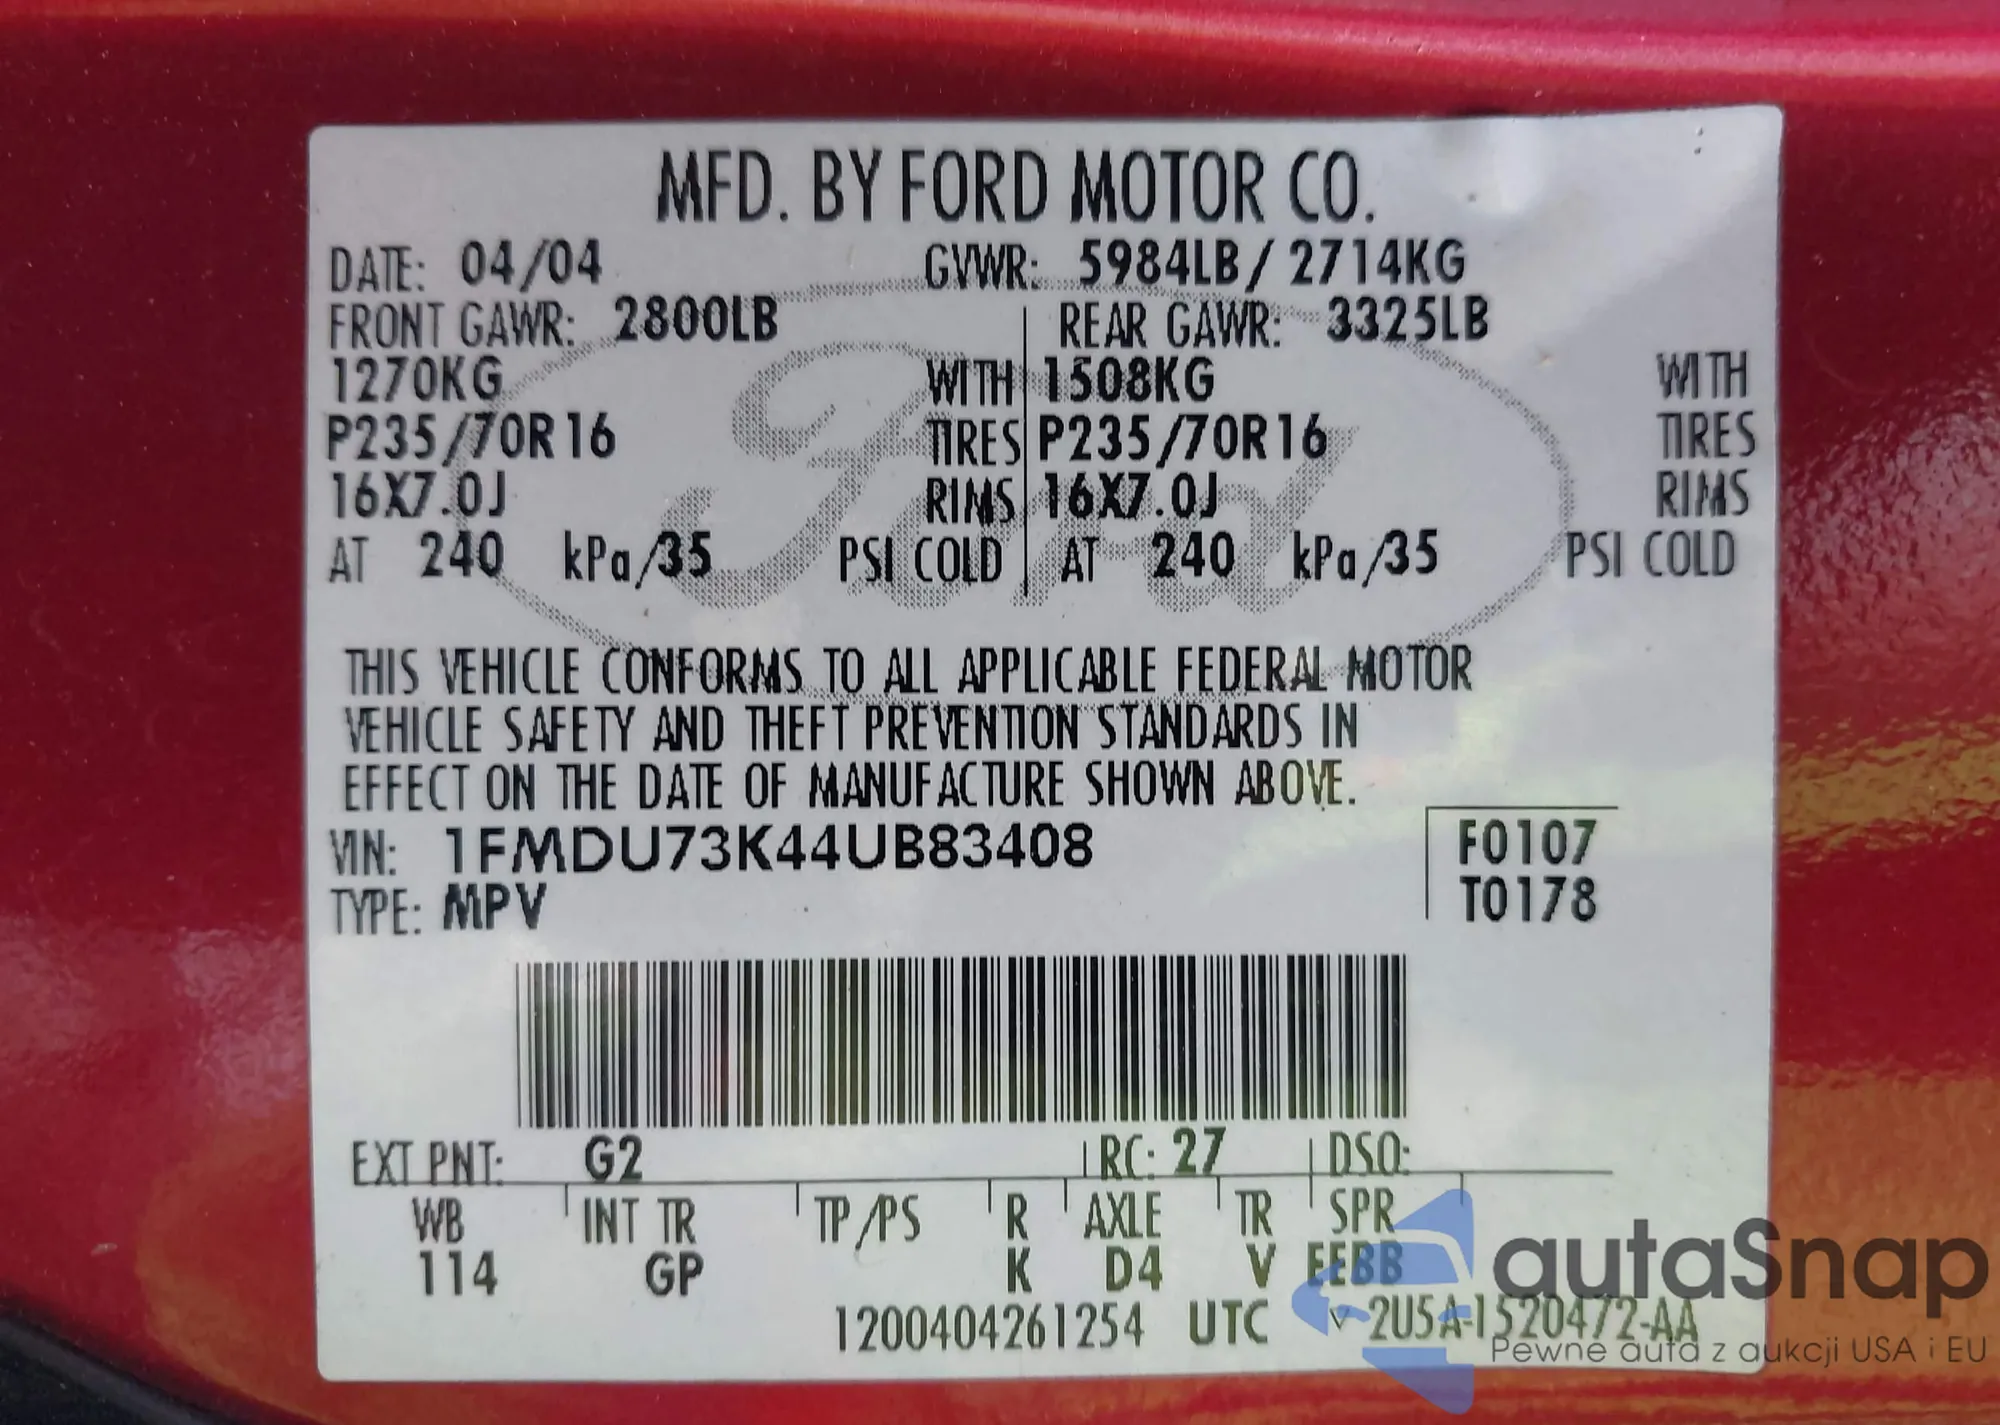 MFD. BY FORD MOTOR CO.
DATE: 04/04 GVWR: 5984LB/ 2714KG
FRONT GAWR: 2800LB REAR GAWR: 3325LB
1270KG WITH 1508KG WITH
P235/70R16 TIRES P235/70R16 TIRES
16X7.0J RIMS 16X7.0J RIMS
AT 240 kPa/35 PSI COLD AT 240 kPa/35 PSI COLD
Ford
THIS VEHICLE CONFORMS TO ALL APPLICABLE FEDERAL MOTOR
VEHICLE SAFETY AND THEFT PREVENTION STANDARDS IN
EFFECT ON THE DATE OF MANUFACTURE SHOWN ABOVE.
VIN: 1FMDU73K44UB83408 F0107
TYPE: MPV T0178
EXT PNT: G2 RC: 27 DSO:
WB INT TR TP/PS R AXLE TR SPR
114 GP K D4 V EEBB
1200404261254 UTC ▽ 2U5A-1520472-AA
autaSnap
Pewne auta z aukcji USA i EU